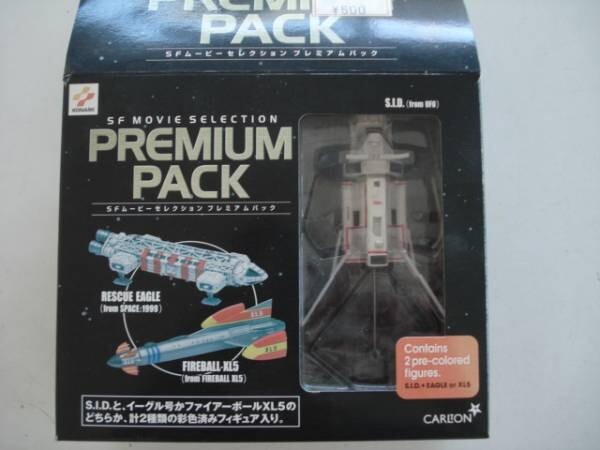 PREMIUM
PACK
¥600
SFムービーセレクション プレミアムパック
KONAMI
SF MOVIE SELECTION
PREMIUM
PACK
SFムービーセレクション プレミアムパック
S.I.D. (from UFO)
RESCUE EAGLE
(from SPACE:1999)
XL5
FIREBALL XL5
(from FIREBALL XL5)
Contains
2 pre-colored
figures.
S.I.D.+EAGLE or XL5
S.I.D.と、イーグル号かファイアーボールXL5の
どちらか、計2種類の彩色済みフィギュア入り。
CARLTON